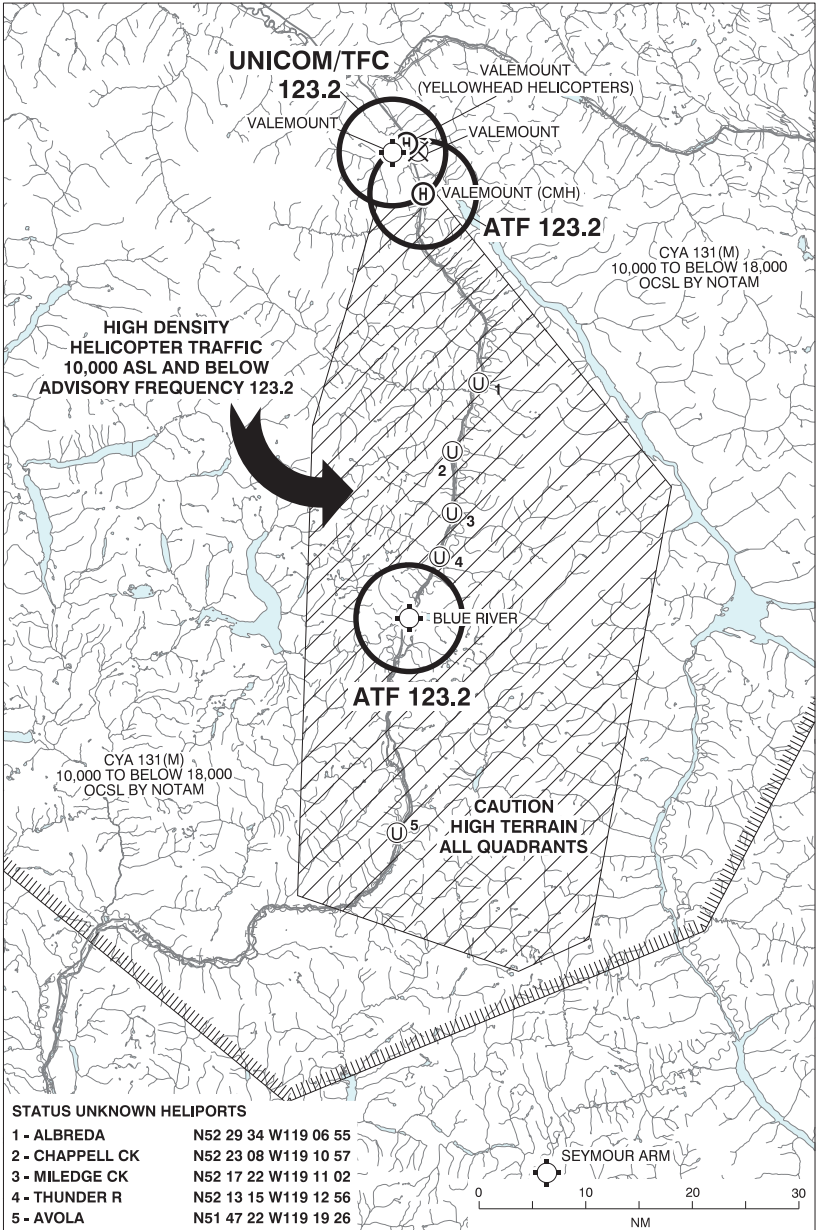 UNICOM/TFC
123.2
VALEMOUNT
(YELLOWHEAD HELICOPTERS)
VALEMOUNT
VALEMOUNT
H
H
VALEMOUNT (CMH)
ATF 123.2
CYA 131(M)
10,000 TO BELOW 18,000
OCSL BY NOTAM
HIGH DENSITY
HELICOPTER TRAFFIC
10,000 ASL AND BELOW
ADVISORY FREQUENCY 123.2
U 1
U 2
U 3
U 4
BLUE RIVER
ATF 123.2
CYA 131(M)
10,000 TO BELOW 18,000
OCSL BY NOTAM
CAUTION
HIGH TERRAIN
ALL QUADRANTS
U 5
STATUS UNKNOWN HELIPORTS
1 - ALBREDA N52 29 34 W119 06 55
2 - CHAPPELL CK N52 23 08 W119 10 57
3 - MILEDGE CK N52 17 22 W119 11 02
4 - THUNDER R N52 13 15 W119 12 56
5 - AVOLA N51 47 22 W119 19 26
SEYMOUR ARM
0 10 20 30
NM